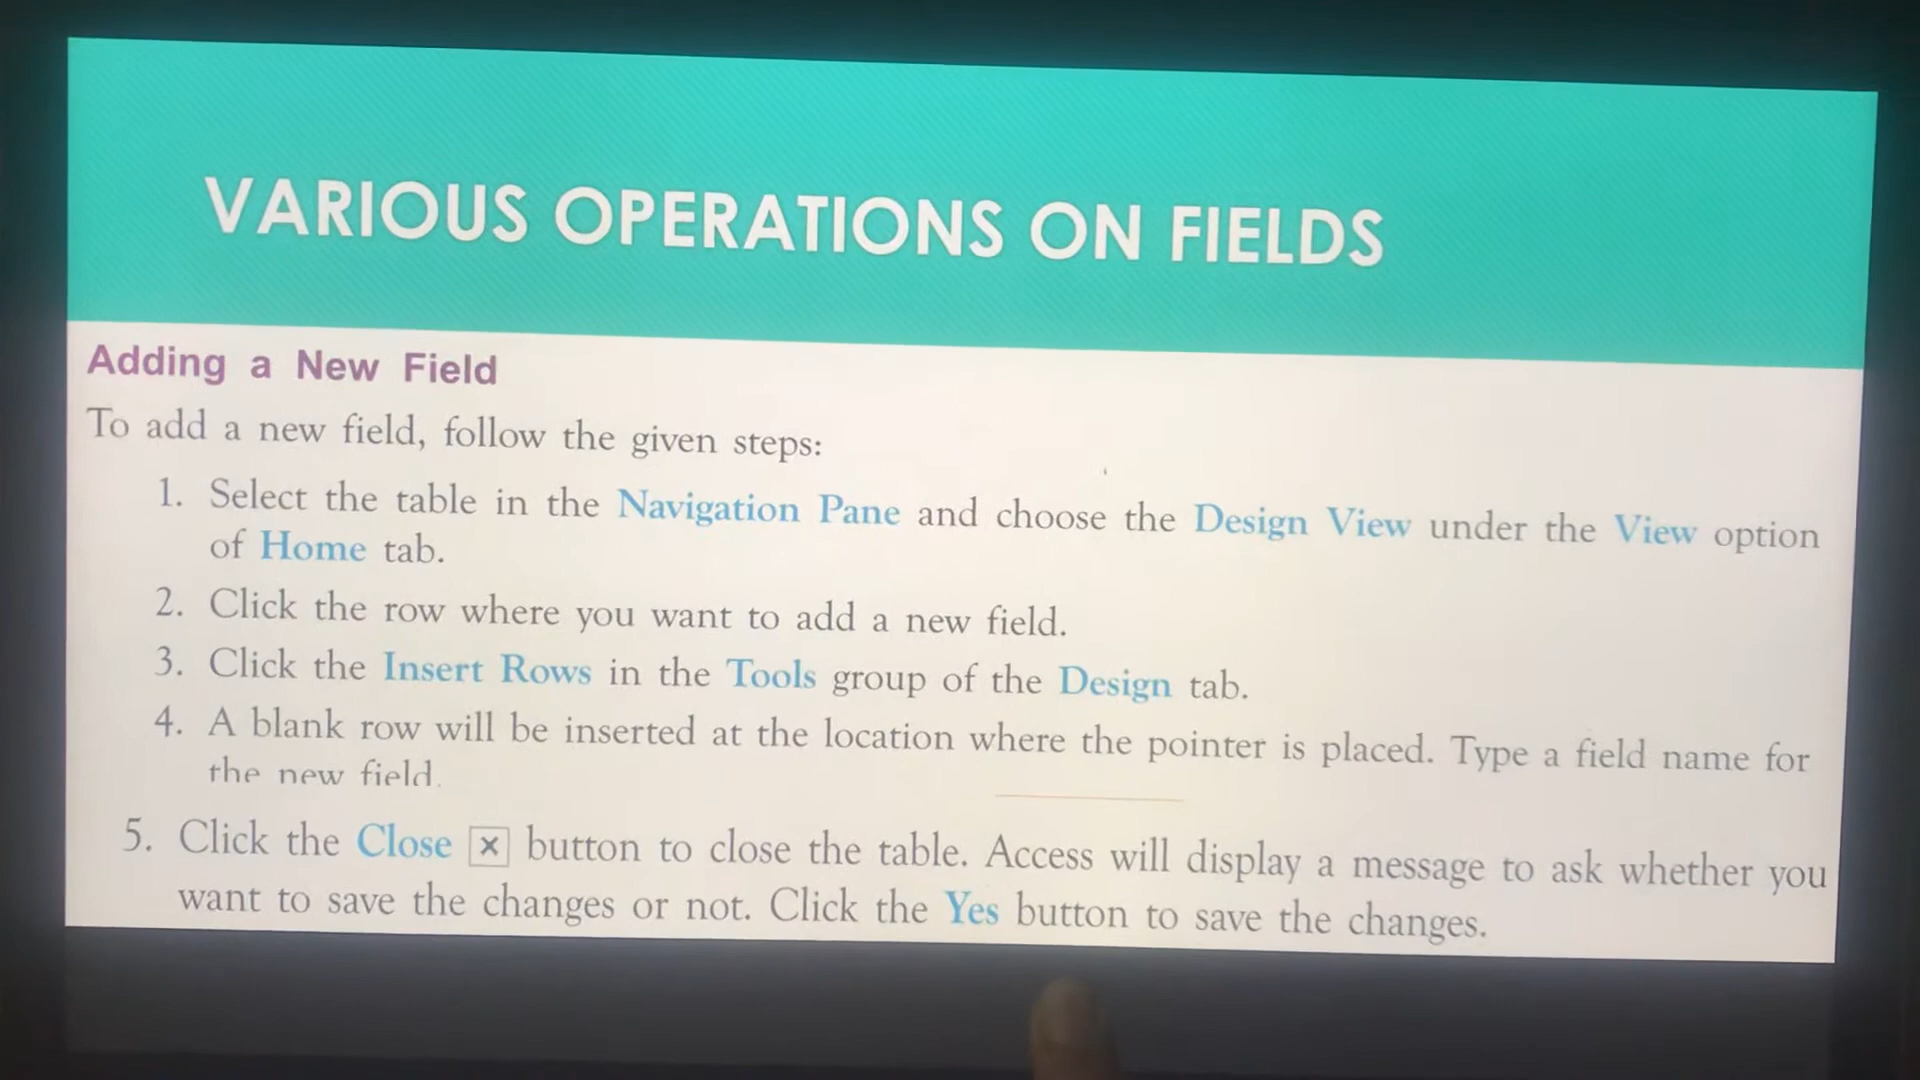 VARIOUS OPERATIONS ON FIELDS
Adding a New Field
To add a new field, follow the given steps:
1. Select the table in the Navigation Pane and choose the Design View under the View option
of Home tab.
2. Click the row where you want to add a new field.
3. Click the Insert Rows in the Tools group of the Design tab.
4. A blank row will be inserted at the location where the pointer is placed. Type a field name for
the new field.
5. Click the Close × button to close the table. Access will display a message to ask whether you
want to save the changes or not. Click the Yes button to save the changes.